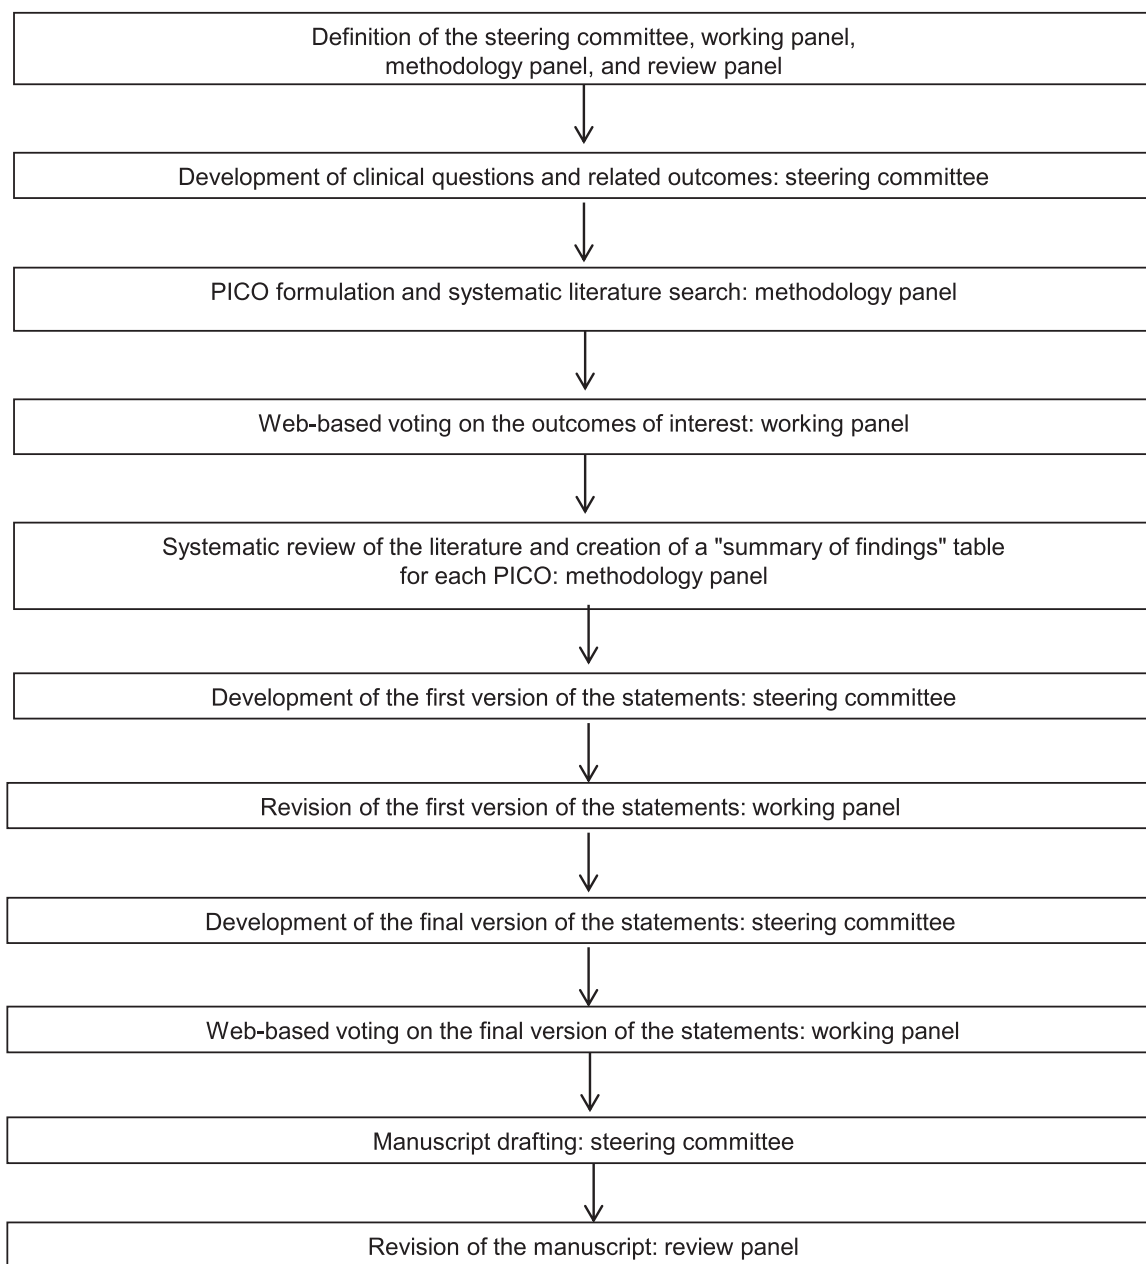 Definition of the steering committee, working panel,
methodology panel, and review panel
Development of clinical questions and related outcomes: steering committee
PICO formulation and systematic literature search: methodology panel
Web-based voting on the outcomes of interest: working panel
Systematic review of the literature and creation of a "summary of findings" table
for each PICO: methodology panel
Development of the first version of the statements: steering committee
Revision of the first version of the statements: working panel
Development of the final version of the statements: steering committee
Web-based voting on the final version of the statements: working panel
Manuscript drafting: steering committee
Revision of the manuscript: review panel